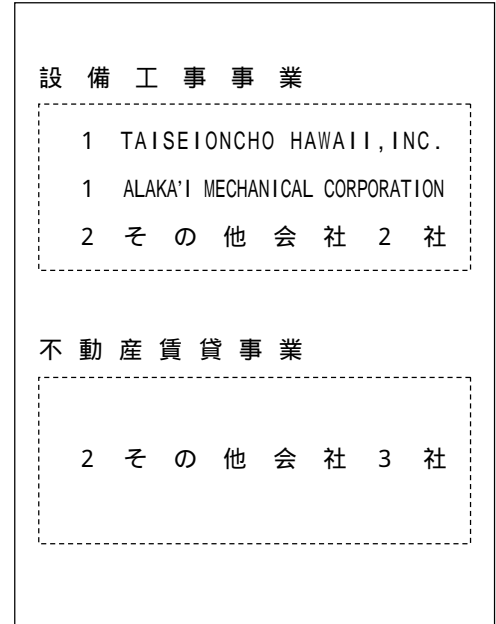 設備工事事業
1 TAISEIONCHO HAWAII,INC.
1 ALAKA'I MECHANICAL CORPORATION
2 その他会社2社
不動産賃貸事業
2 その他会社3社